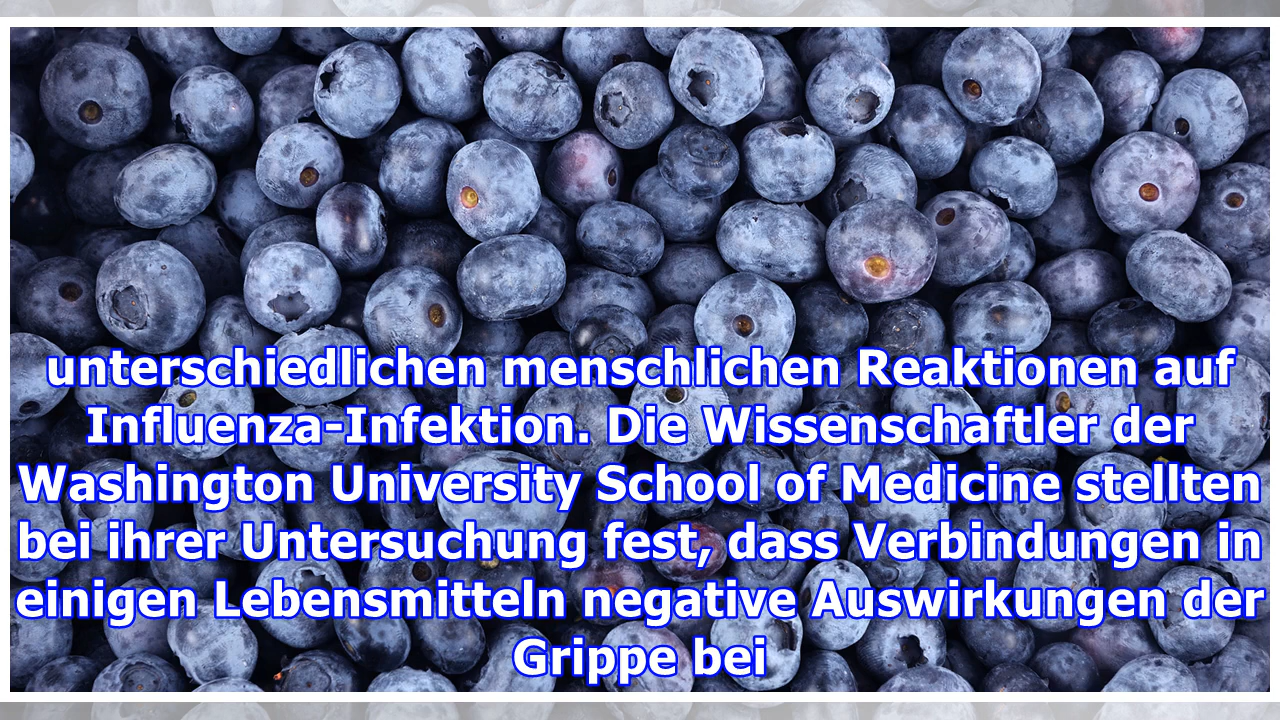 unterschiedlichen menschlichen Reaktionen auf
Influenza-Infektion. Die Wissenschaftler der
Washington University School of Medicine stellten
bei ihrer Untersuchung fest, dass Verbindungen in
einigen Lebensmitteln negative Auswirkungen der
Grippe bei